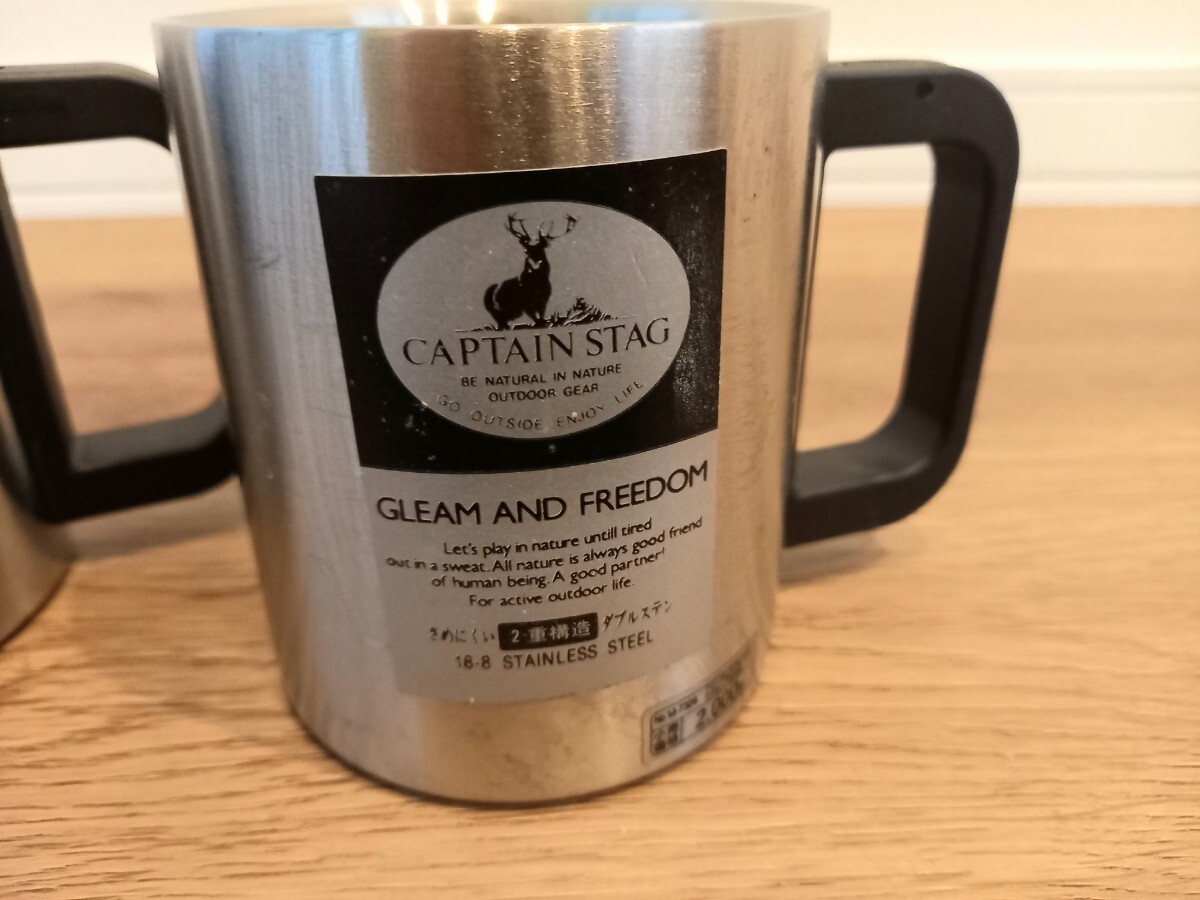 CAPTAIN STAG
BE NATURAL IN NATURE
OUTDOOR GEAR
GO OUTSIDE ENJOY LIFE
GLEAM AND FREEDOM
Let's play in nature untill tired
out in a sweat. All nature is always good friend
of human being. A good partner!
For active outdoor life.
さめにくい 2重構造 ダブルステン
18-8 STAINLESS STEEL
2,000